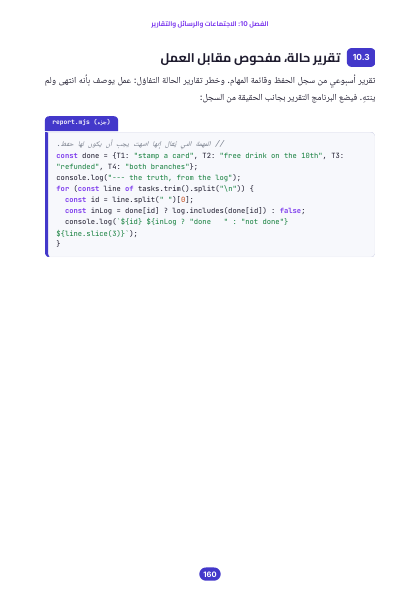 الفصل 10: الاجتماعات والرسائل والتقارير
10.3 تقرير حالة، مفحوص مقابل العمل
تقرير أسبوعي من سجل الحفظ وقائمة المهام. وخطر تقارير الحالة التفاؤل: عمل يوصف بأنه انتهى ولم
ينتهِ. فيضع البرنامج التقرير بجانب الحقيقة من السجل:
report.mjs (جزء)
// المهمة التي يُقال إنها انتهت يجب أن يكون لها حفظ.
const done = {T1: "stamp a card", T2: "free drink on the 10th", T3:
"refunded", T4: "both branches"};
console.log("--- the truth, from the log");
for (const line of tasks.trim().split("\n")) {
  const id = line.split(" ")[0];
  const inLog = done[id] ? log.includes(done[id]) : false;
  console.log(`${id} ${inLog ? "done   " : "not done"}
${line.slice(3)}`);
}
160